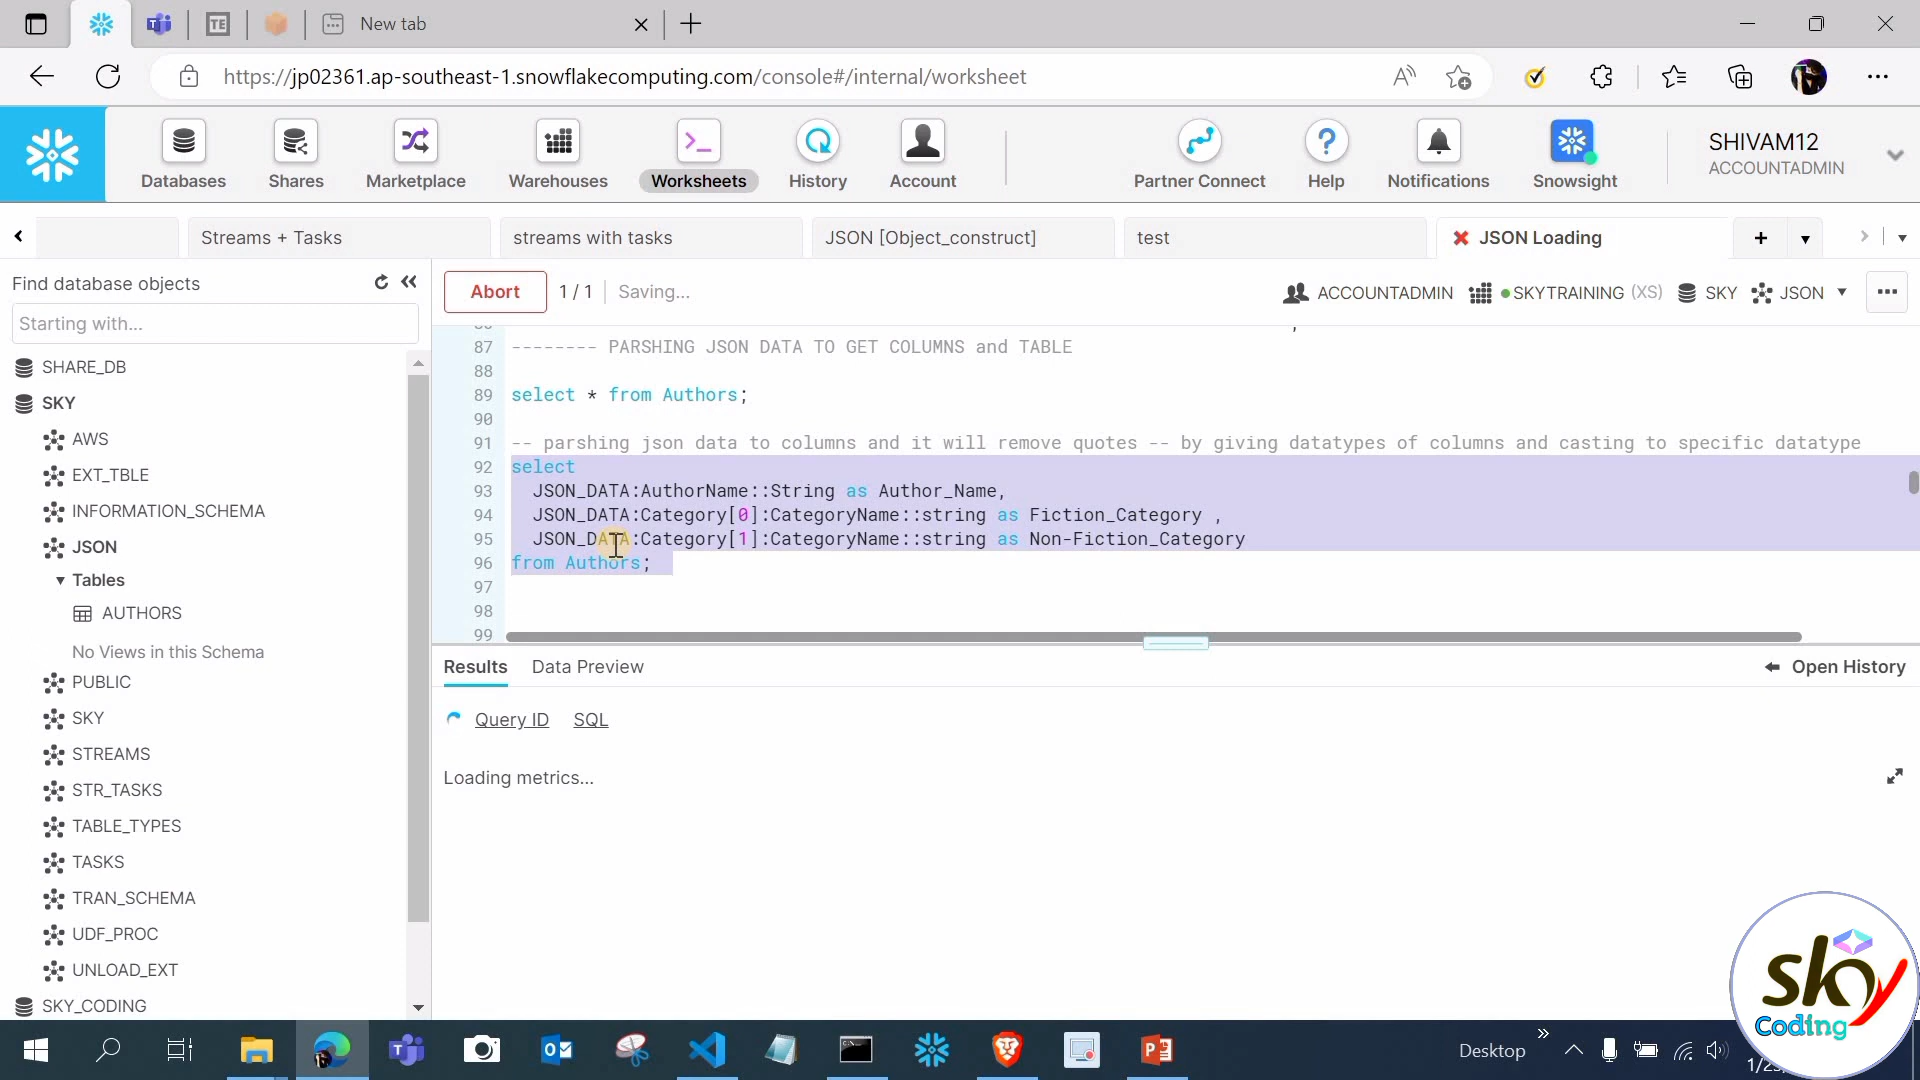 New tab
https://jp02361.ap-southeast-1.snowflakecomputing.com/console#/internal/worksheet
Databases
Shares
Marketplace
Warehouses
Worksheets
History
Account
Partner Connect
Help
Notifications
Snowsight
SHIVAM12
ACCOUNTADMIN
Streams + Tasks
streams with tasks
JSON [Object_construct]
test
JSON Loading
Find database objects
Starting with...
SHARE_DB
SKY
AWS
EXT_TBLE
INFORMATION_SCHEMA
JSON
Tables
AUTHORS
No Views in this Schema
PUBLIC
SKY
STREAMS
STR_TASKS
TABLE_TYPES
TASKS
TRAN_SCHEMA
UDF_PROC
UNLOAD_EXT
SKY_CODING
Abort 1 / 1 Saving...
ACCOUNTADMIN SKYTRAINING (XS) SKY JSON
87 -------- PARSHING JSON DATA TO GET COLUMNS and TABLE
88
89 select * from Authors;
90
91 -- parshing json data to columns and it will remove quotes -- by giving datatypes of columns and casting to specific datatype
92 select
93 JSON_DATA:AuthorName::String as Author_Name,
94 JSON_DATA:Category[0]:CategoryName::string as Fiction_Category ,
95 JSON_DATA:Category[1]:CategoryName::string as Non-Fiction_Category
96 from Authors;
97
98
99
Results Data Preview
Open History
Query ID SQL
Loading metrics...
sky
Coding
Desktop